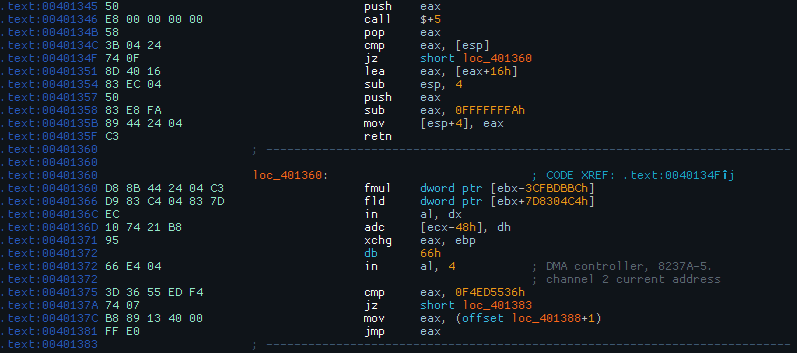 .text:00401345 50 push eax
.text:00401346 E8 00 00 00 00 call $+5
.text:0040134B 58 pop eax
.text:0040134C 3B 04 24 cmp eax, [esp]
.text:0040134F 74 0F jz short loc_401360
.text:00401351 8D 40 16 lea eax, [eax+16h]
.text:00401354 83 EC 04 sub esp, 4
.text:00401357 50 push eax
.text:00401358 83 E8 FA sub eax, 0FFFFFFFAh
.text:0040135B 89 44 24 04 mov [esp+4], eax
.text:0040135F C3 retn
.text:00401360 ; ---------------------------------------------------------------------------
.text:00401360
.text:00401360 loc_401360: ; CODE XREF: .text:0040134Fîj
.text:00401360 D8 8B 44 24 04 C3 fmul dword ptr [ebx-3CFBDBBCh]
.text:00401366 D9 83 C4 04 83 7D fld dword ptr [ebx+7D8304C4h]
.text:0040136C EC in al, dx
.text:0040136D 10 74 21 B8 adc [ecx-48h], dh
.text:00401371 95 xchg eax, ebp
.text:00401372 db 66h
.text:00401372 66 E4 04 in al, 4 ; DMA controller, 8237A-5.
.text:00401372 ; channel 2 current address
.text:00401375 3D 36 55 ED F4 cmp eax, 0F4ED5536h
.text:0040137A 74 07 jz short loc_401383
.text:0040137C B8 89 13 40 00 mov eax, (offset loc_401388+1)
.text:00401381 FF E0 jmp eax
.text:00401383 ; ---------------------------------------------------------------------------